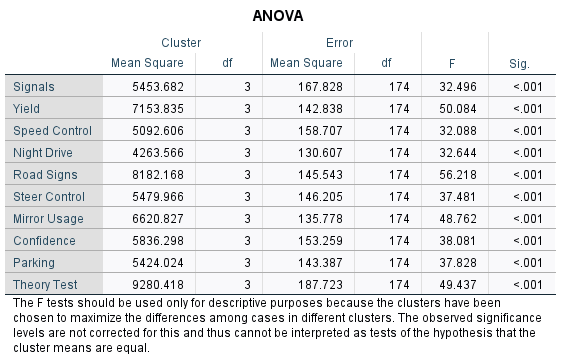 ANOVA
Cluster Error
Mean Square df Mean Square df F Sig.
Signals 5453.682 3 167.828 174 32.496 <.001
Yield 7153.835 3 142.838 174 50.084 <.001
Speed Control 5092.606 3 158.707 174 32.088 <.001
Night Drive 4263.566 3 130.607 174 32.644 <.001
Road Signs 8182.168 3 145.543 174 56.218 <.001
Steer Control 5479.966 3 146.205 174 37.481 <.001
Mirror Usage 6620.827 3 135.778 174 48.762 <.001
Confidence 5836.298 3 153.259 174 38.081 <.001
Parking 5424.024 3 143.387 174 37.828 <.001
Theory Test 9280.418 3 187.723 174 49.437 <.001
The F tests should be used only for descriptive purposes because the clusters have been
chosen to maximize the differences among cases in different clusters. The observed significance
levels are not corrected for this and thus cannot be interpreted as tests of the hypothesis that the
cluster means are equal.